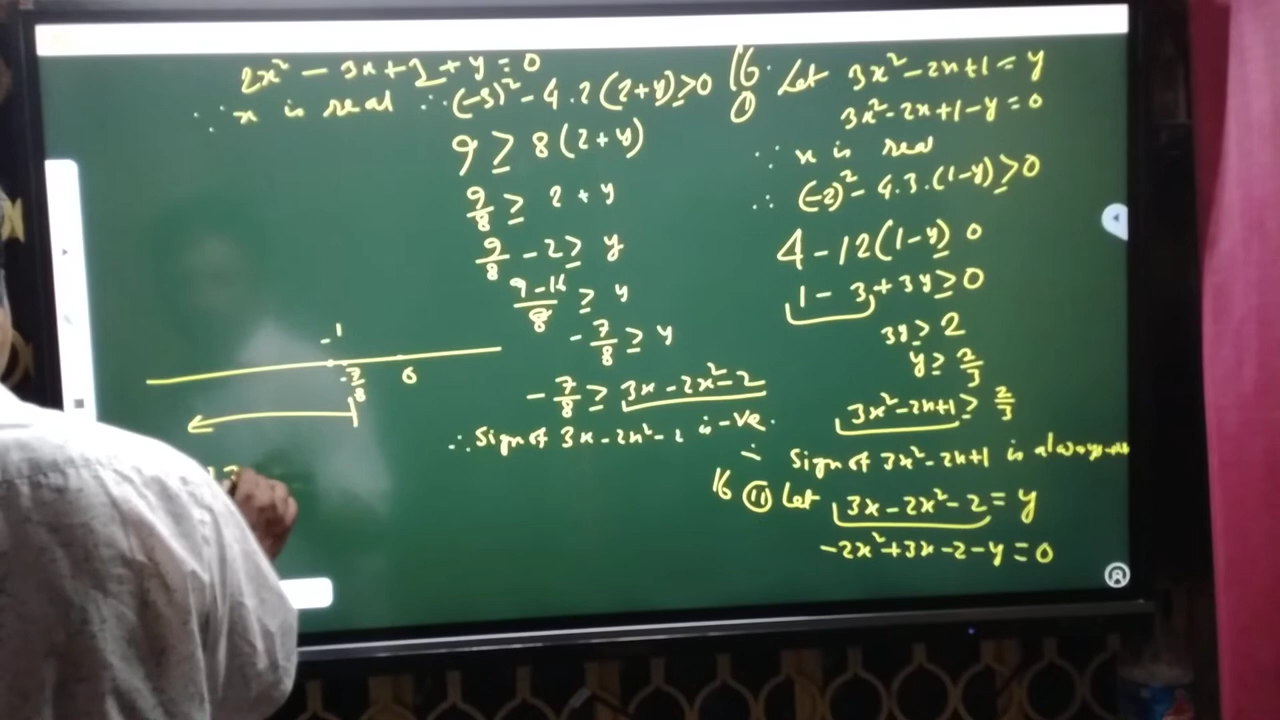 16. Let 3x² - 2x + 1 = y
(i)
3x² - 2x + 1 - y = 0
∵ x is real
∴ (-2)² - 4.3.(1-y) ≥ 0
4 - 12(1-y) ≥ 0
1 - 3 + 3y ≥ 0
3y ≥ 2
y ≥ 2/3
3x² - 2x + 1 ≥ 2/3
∴ Sign of 3x² - 2x + 1 is always
16 (ii) Let 3x - 2x² - 2 = y
-2x² + 3x - 2 - y = 0
2x² - 3x + 2 + y = 0
∵ x is real ∴ (-3)² - 4.2(2+y) ≥ 0
9 ≥ 8(2+y)
9/8 ≥ 2 + y
9/8 - 2 ≥ y
9-16/8 ≥ y
-7/8 ≥ y
-7/8 ≥ 3x - 2x² - 2
∴ Sign of 3x - 2x² - 2 is -ve.
-1
-7/8 0